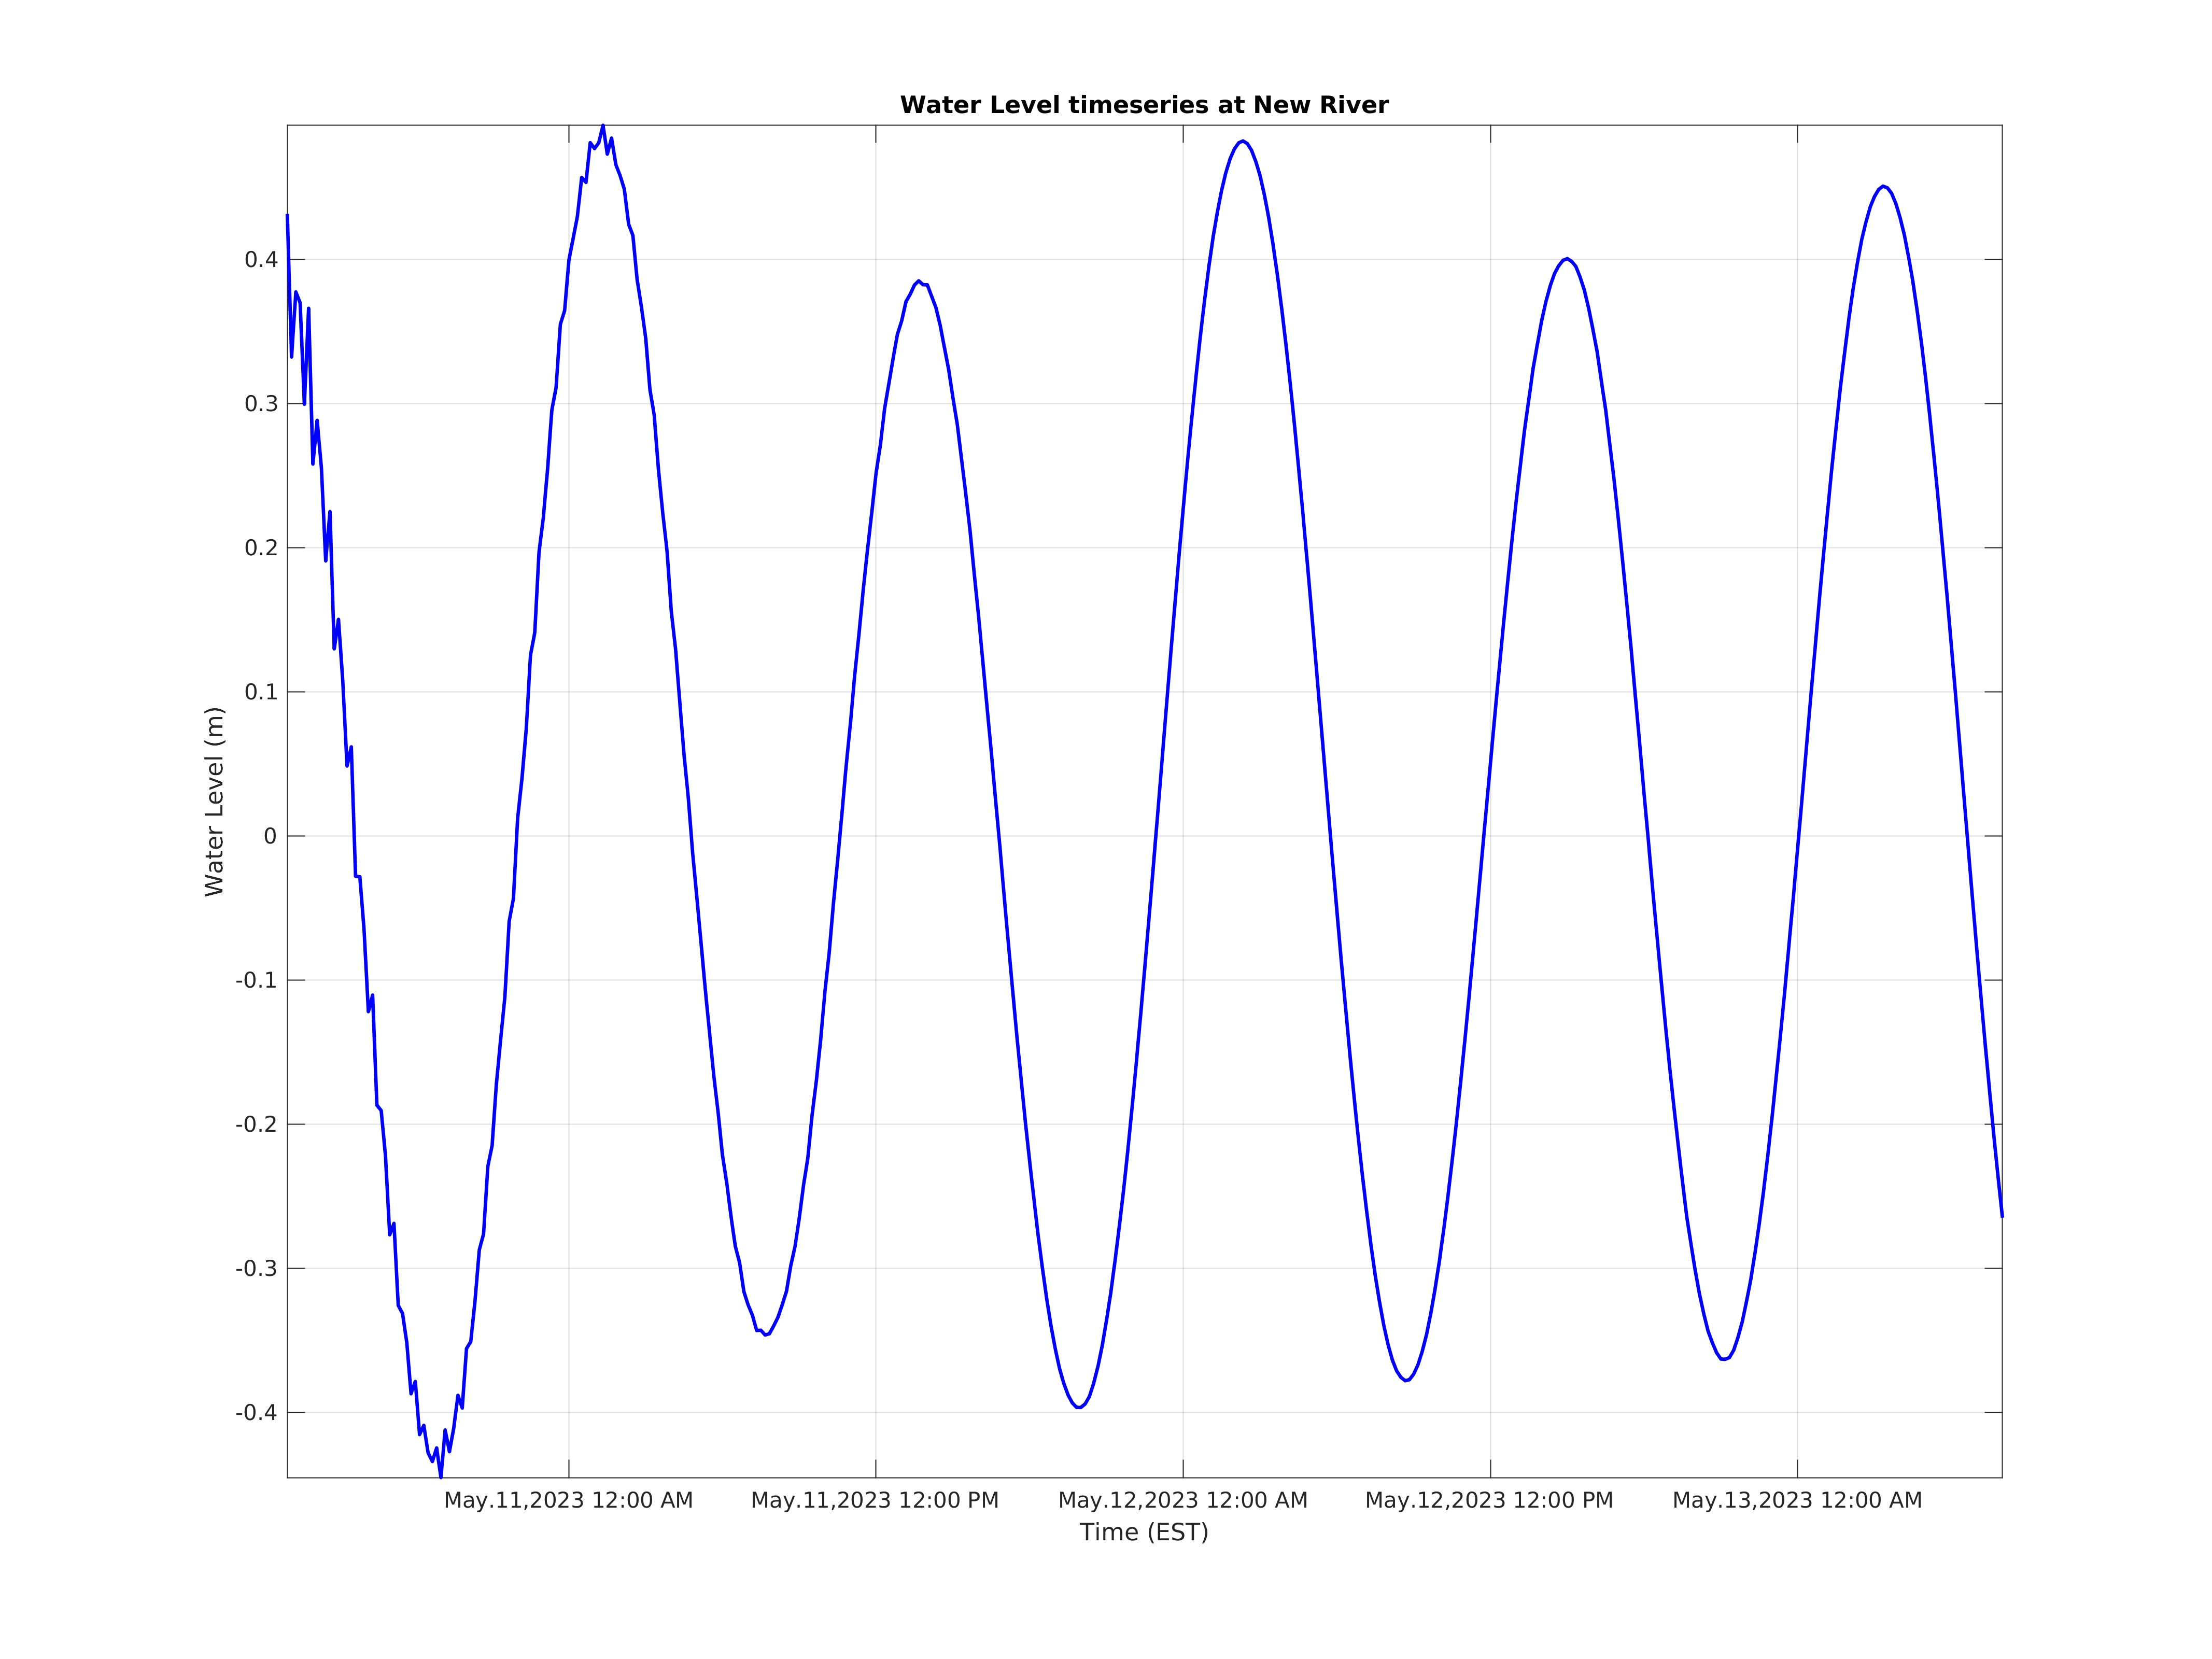 Water Level timeseries at New River
0.4
0.3
0.2
0.1
0
-0.1
-0.2
-0.3
-0.4
Water Level (m)
May.11,2023 12:00 AM
May.11,2023 12:00 PM
May.12,2023 12:00 AM
May.12,2023 12:00 PM
May.13,2023 12:00 AM
Time (EST)